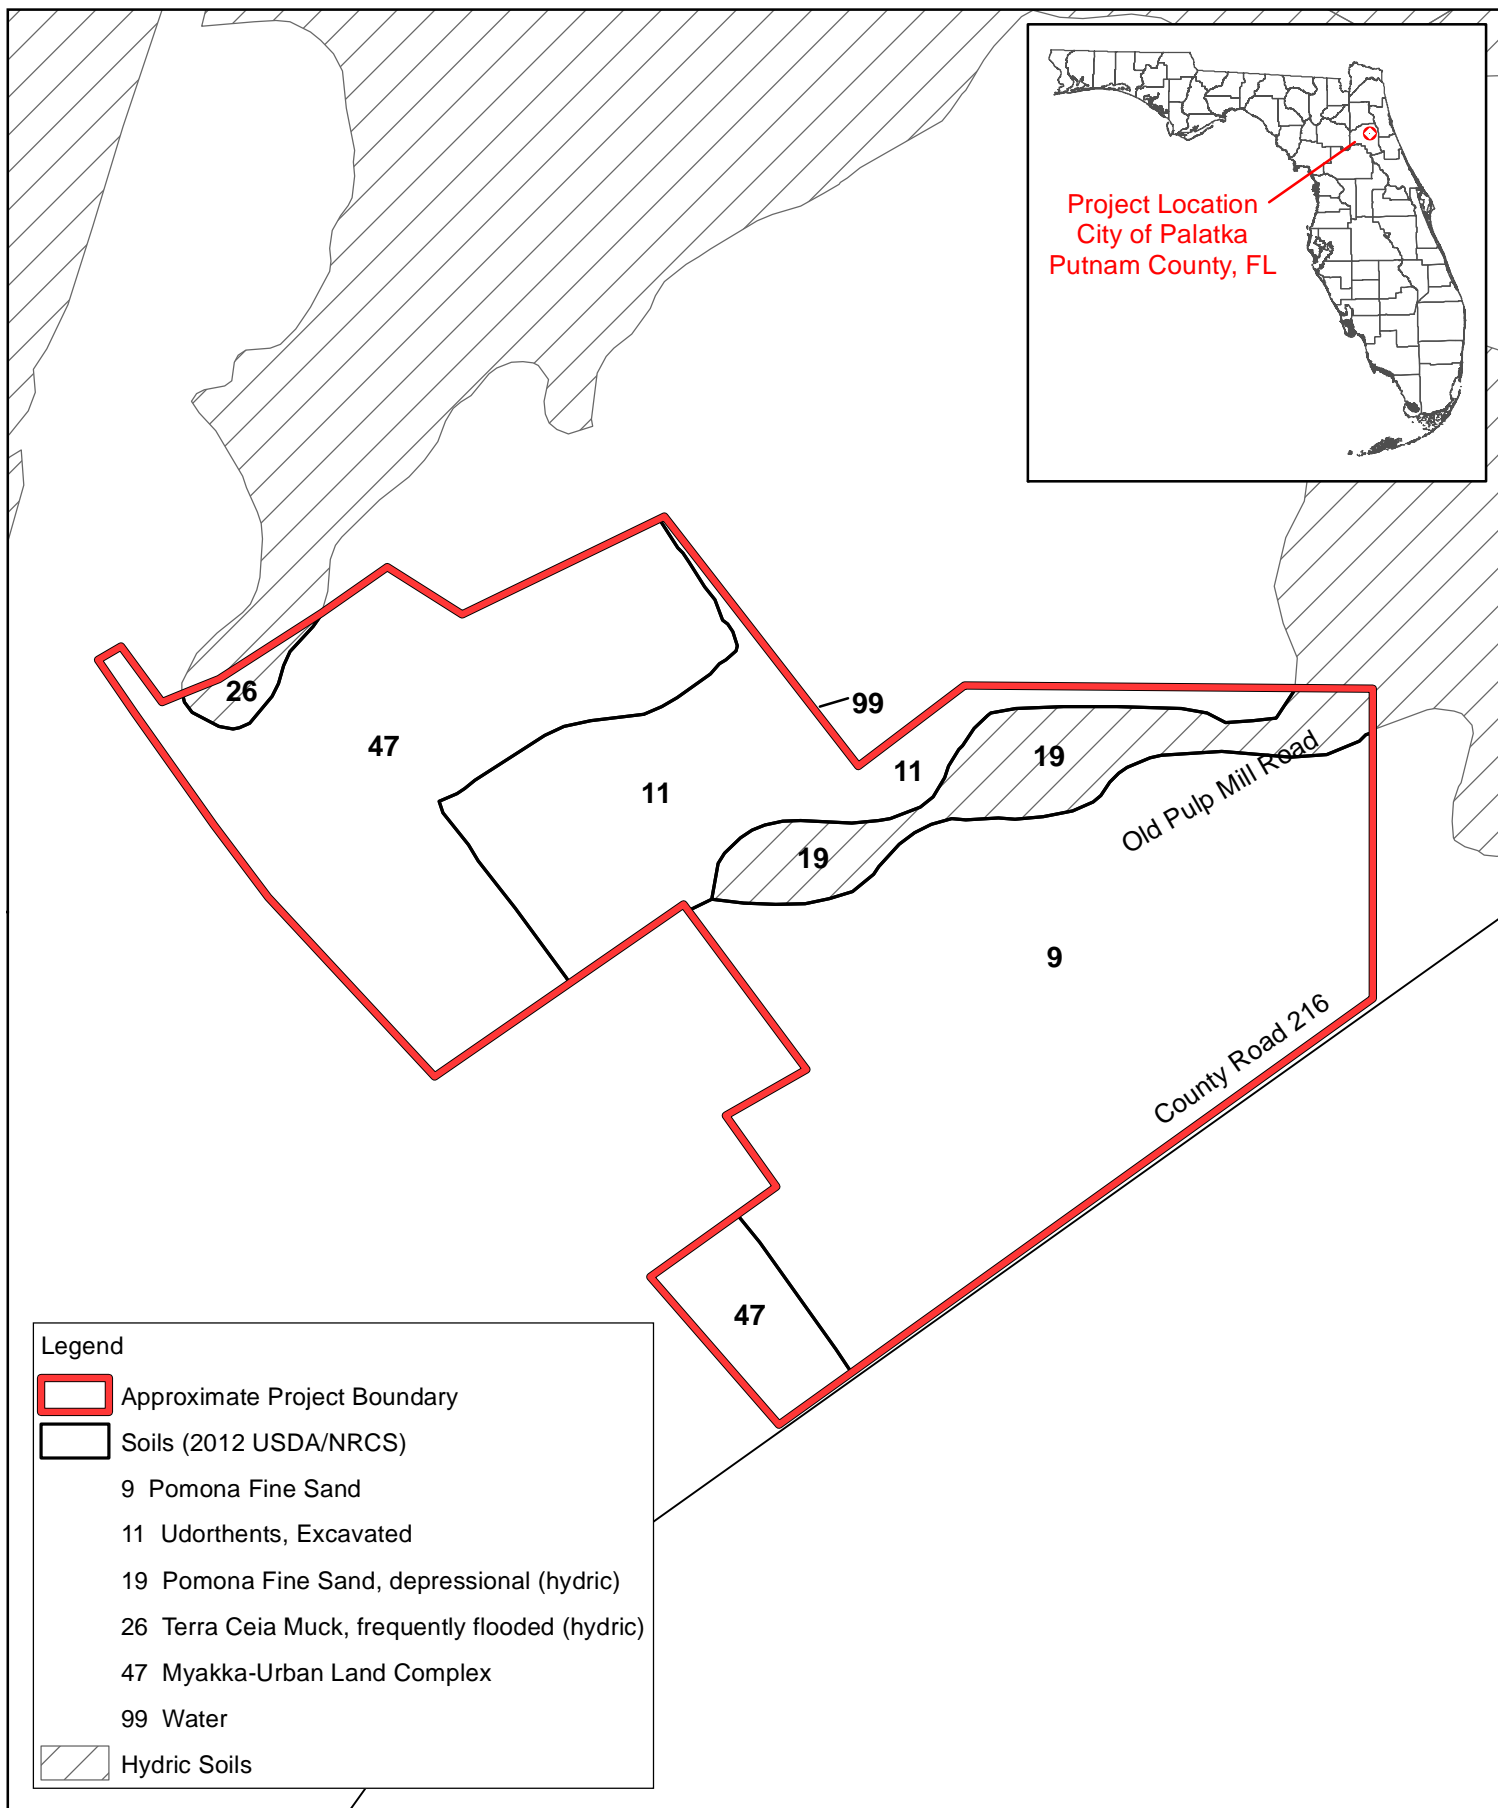 Project Location
City of Palatka
Putnam County, FL
26
47
99
11
11
19
19
Old Pulp Mill Road
9
County Road 216
47
Legend
Approximate Project Boundary
Soils (2012 USDA/NRCS)
9 Pomona Fine Sand
11 Udorthents, Excavated
19 Pomona Fine Sand, depressional (hydric)
26 Terra Ceia Muck, frequently flooded (hydric)
47 Myakka-Urban Land Complex
99 Water
Hydric Soils